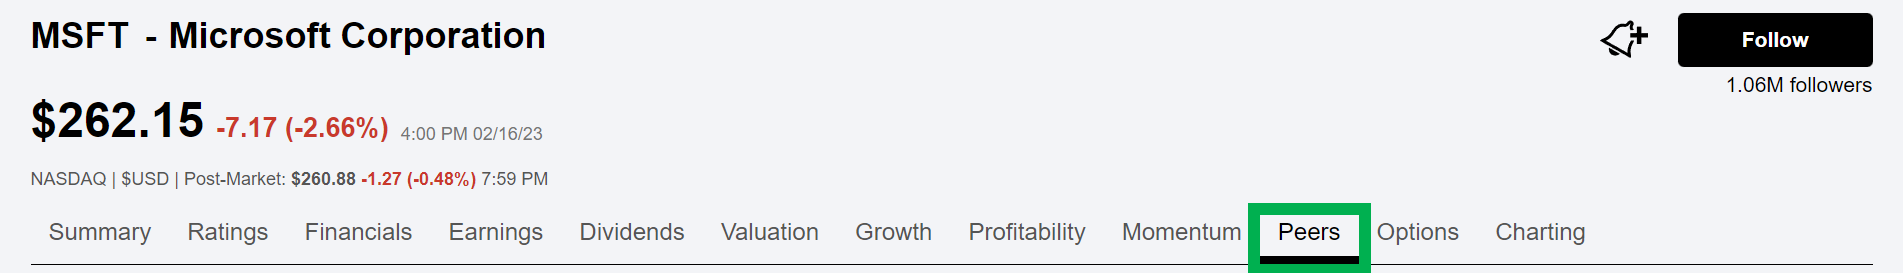 MSFT - Microsoft Corporation
Follow
1.06M followers
$262.15 -7.17 (-2.66%) 4:00 PM 02/16/23
NASDAQ | $USD | Post-Market: $260.88 -1.27 (-0.48%) 7:59 PM
Summary Ratings Financials Earnings Dividends Valuation Growth Profitability Momentum Peers Options Charting